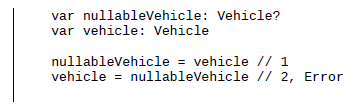 var nullableVehicle: Vehicle?
var vehicle: Vehicle
nullableVehicle = vehicle // 1
vehicle = nullableVehicle // 2, Error